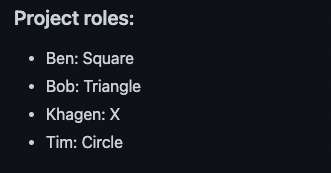 Project roles:
Ben: Square
Bob: Triangle
Khagen: X
Tim: Circle